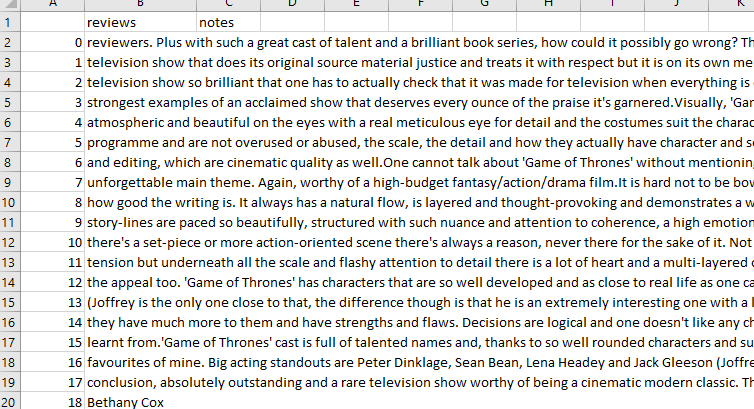 A B C D E F G H I J K
1 reviews notes
2 0 reviewers. Plus with such a great cast of talent and a brilliant book series, how could it possibly go wrong? Th
3 1 television show that does its original source material justice and treats it with respect but it is on its own me
4 2 television show so brilliant that one has to actually check that it was made for television when everything is
5 3 strongest examples of an acclaimed show that deserves every ounce of the praise it's garnered.Visually, 'Gar
6 4 atmospheric and beautiful on the eyes with a real meticulous eye for detail and the costumes suit the charac
7 5 programme and are not overused or abused, the scale, the detail and how they actually have character and s
8 6 and editing, which are cinematic quality as well.One cannot talk about 'Game of Thrones' without mentionin
9 7 unforgettable main theme. Again, worthy of a high-budget fantasy/action/drama film.It is hard not to be bow
10 8 how good the writing is. It always has a natural flow, is layered and thought-provoking and demonstrates a w
11 9 story-lines are paced so beautifully, structured with such nuance and attention to coherence, a high emotion
12 10 there's a set-piece or more action-oriented scene there's always a reason, never there for the sake of it. Not
13 11 tension but underneath all the scale and flashy attention to detail there is a lot of heart and a multi-layered
14 12 the appeal too. 'Game of Thrones' has characters that are so well developed and as close to real life as one ca
15 13 (Joffrey is the only one close to that, the difference though is that he is an extremely interesting one with a l
16 14 they have much more to them and have strengths and flaws. Decisions are logical and one doesn't like any ch
17 15 learnt from.'Game of Thrones' cast is full of talented names and, thanks to so well rounded characters and su
18 16 favourites of mine. Big acting standouts are Peter Dinklage, Sean Bean, Lena Headey and Jack Gleeson (Joffre
19 17 conclusion, absolutely outstanding and a rare television show worthy of being a cinematic modern classic. Th
20 18 Bethany Cox